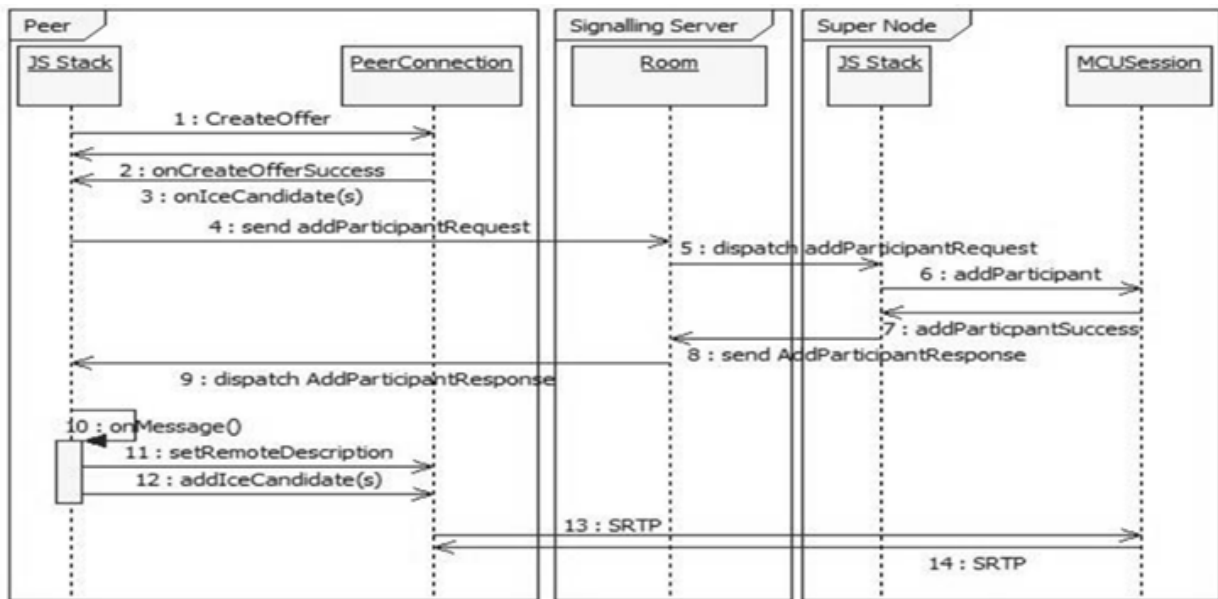 Peer
Signalling Server
Super Node
JS Stack
PeerConnection
Room
JS Stack
MCUSession
1 : CreateOffer
2 : onCreateOfferSuccess
3 : onIceCandidate(s)
4 : send addParticipantRequest
5 : dispatch addParticipantRequest
6 : addParticipant
7 : addParticpantSuccess
8 : send AddParticipantResponse
9 : dispatch AddParticipantResponse
10 : onMessage()
11 : setRemoteDescription
12 : addIceCandidate(s)
13 : SRTP
14 : SRTP